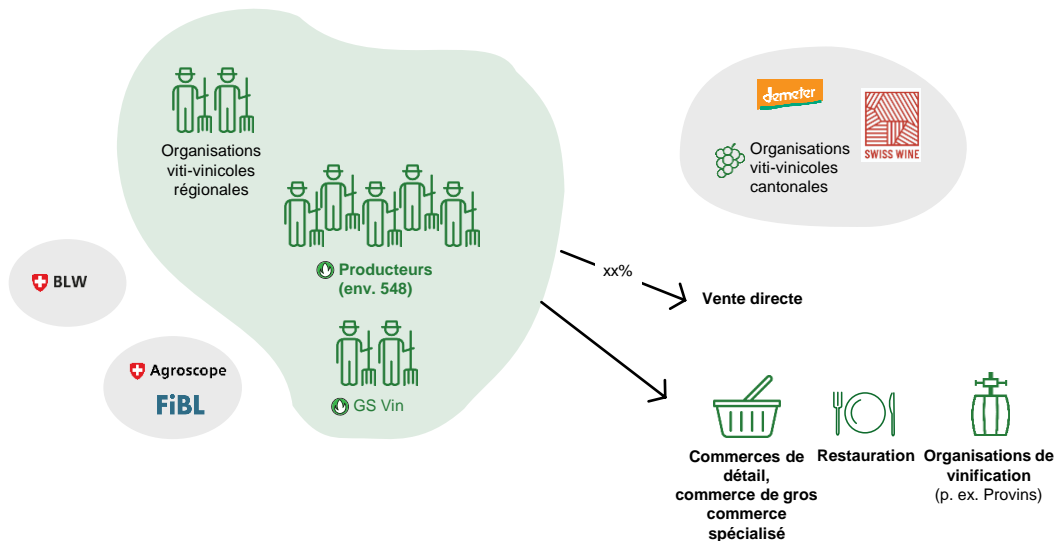 demeter
SWISS WINE
Organisations
viti-vinicoles
cantonales
Organisations
viti-vinicoles
régionales
Producteurs
(env. 548)
BLW
xx%
Vente directe
Agroscope
FiBL
GS Vin
Commerces de
détail,
commerce de gros
commerce
spécialisé
Restauration
Organisations de
vinification
(p. ex. Provins)